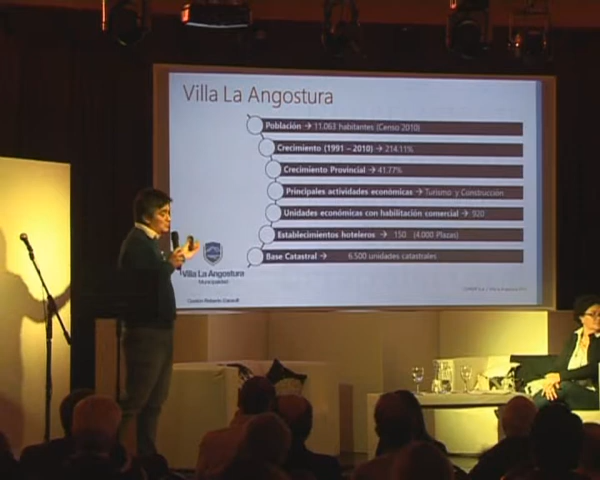 Villa La Angostura
Población → 11.063 habitantes (Censo 2010)
Crecimiento (1991 – 2010) → 214.11%
Crecimiento Provincial → 41.77%
Principales actividades económicas → Turismo y Construcción
Unidades económicas con habilitación comercial → 920
Establecimientos hoteleros → 150 (4.000 Plazas)
Base Catastral → 6.500 unidades catastrales
Villa La Angostura
Municipalidad